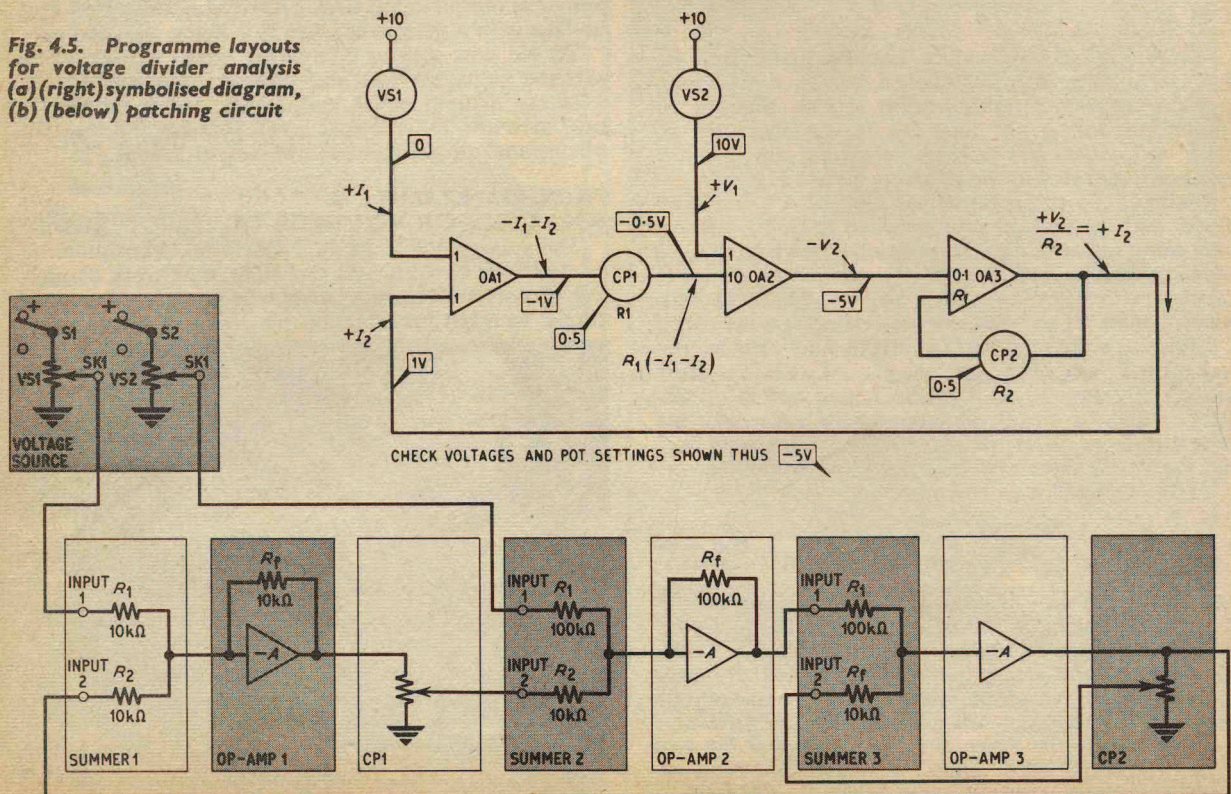 Fig. 4.5. Programme layouts
for voltage divider analysis
(a) (right) symbolised diagram,
(b) (below) patching circuit
+10
+10
VS1
VS2
0
10V
+I1
+V1
-I1-I2
-0·5V
+V2/R2 = +I2
1
1
OA1
CP1
R1
1
10
OA2
-V2
0·1
OA3
Rf
-1V
-5V
+I2
0·5
R1(-I1-I2)
CP2
R2
0·5
1V
CHECK VOLTAGES AND POT SETTINGS SHOWN THUS -5V
+
+
S1
S2
VS1
SK1
VS2
SK1
VOLTAGE
SOURCE
INPUT
1
R1
10kΩ
INPUT
2
R2
10kΩ
SUMMER 1
Rf
10kΩ
-A
OP-AMP 1
CP1
INPUT
1
R1
100kΩ
INPUT
2
R2
10kΩ
SUMMER 2
Rf
100kΩ
-A
OP-AMP 2
INPUT
1
R1
100kΩ
INPUT
2
Rf
10kΩ
SUMMER 3
-A
OP-AMP 3
CP2